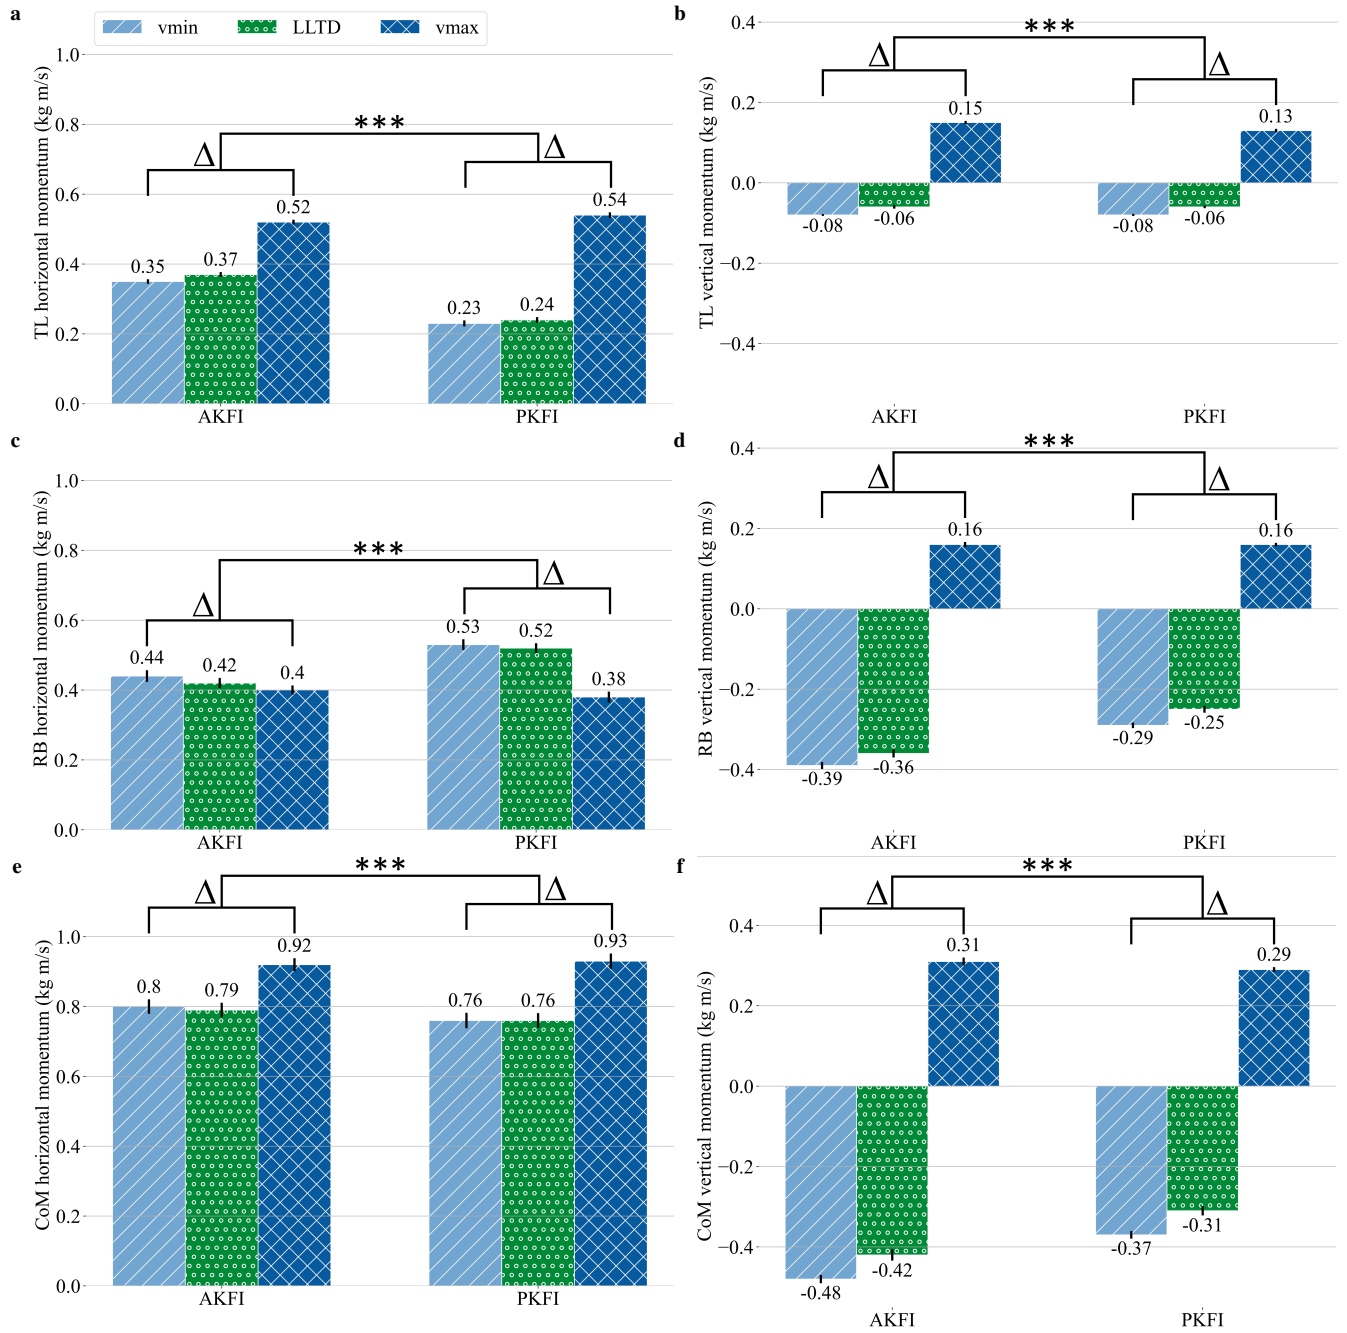 a
vmin LLTD vmax
TL horizontal momentum (kg m/s)
1.0
0.8
0.6
0.4
0.2
0.0
***
Δ Δ
0.35 0.37 0.52 0.23 0.24 0.54
AKFI PKFI
b
TL vertical momentum (kg m/s)
0.4
0.2
0.0
−0.2
−0.4
***
Δ Δ
0.15 0.13
-0.08 -0.06 -0.08 -0.06
AKFI PKFI
c
RB horizontal momentum (kg m/s)
1.0
0.8
0.6
0.4
0.2
0.0
***
Δ Δ
0.44 0.42 0.4 0.53 0.52 0.38
AKFI PKFI
d
RB vertical momentum (kg m/s)
0.4
0.2
0.0
−0.2
−0.4
***
Δ Δ
0.16 0.16
-0.39 -0.36 -0.29 -0.25
AKFI PKFI
e
CoM horizontal momentum (kg m/s)
1.0
0.8
0.6
0.4
0.2
0.0
***
Δ Δ
0.8 0.79 0.92 0.76 0.76 0.93
AKFI PKFI
f
CoM vertical momentum (kg m/s)
0.4
0.2
0.0
−0.2
−0.4
***
Δ Δ
0.31 0.29
-0.48 -0.42 -0.37 -0.31
AKFI PKFI